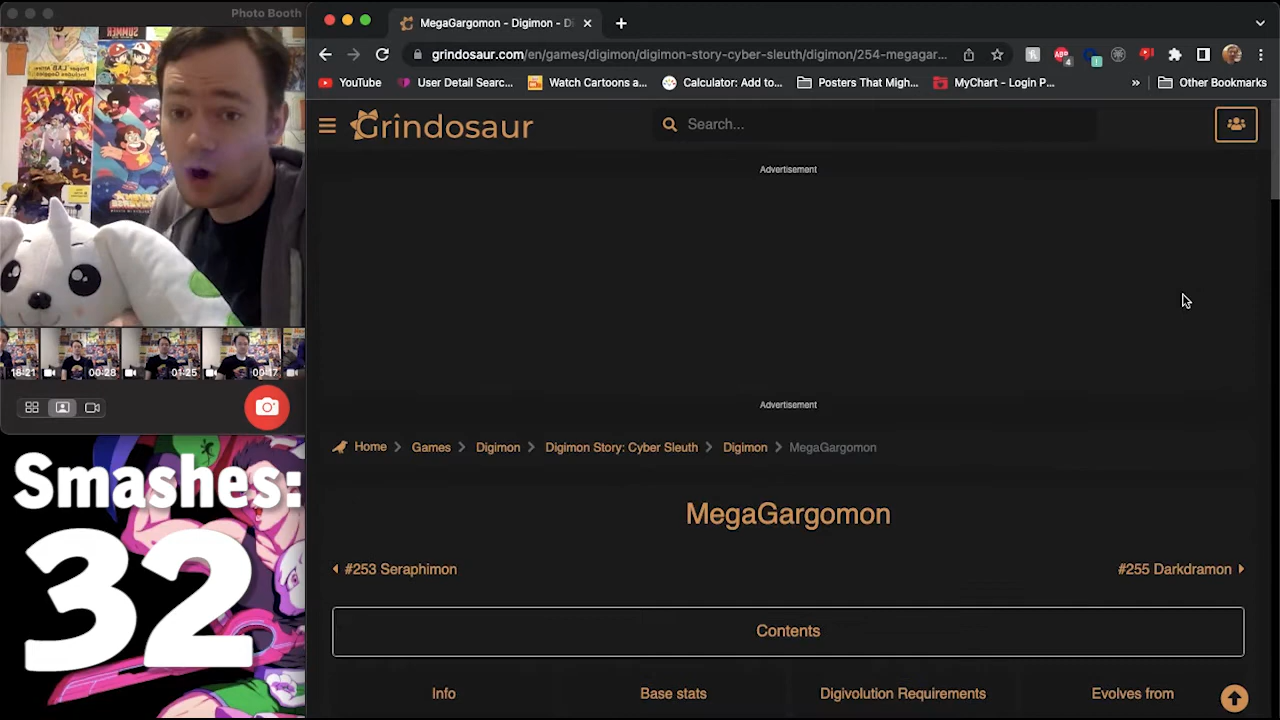 Photo Booth
18:21
00:28
01:25
00:17
Smashes:
32
MegaGargomon - Digimon - Di
grindosaur.com/en/games/digimon/digimon-story-cyber-sleuth/digimon/254-megagar...
4
1
YouTube
User Detail Searc...
Watch Cartoons a...
Calculator: Add to...
Posters That Migh...
MyChart - Login P...
»
Other Bookmarks
Grindosaur
Search...
Advertisement
Advertisement
Home > Games > Digimon > Digimon Story: Cyber Sleuth > Digimon > MegaGargomon
MegaGargomon
#253 Seraphimon
#255 Darkdramon
Contents
Info
Base stats
Digivolution Requirements
Evolves from